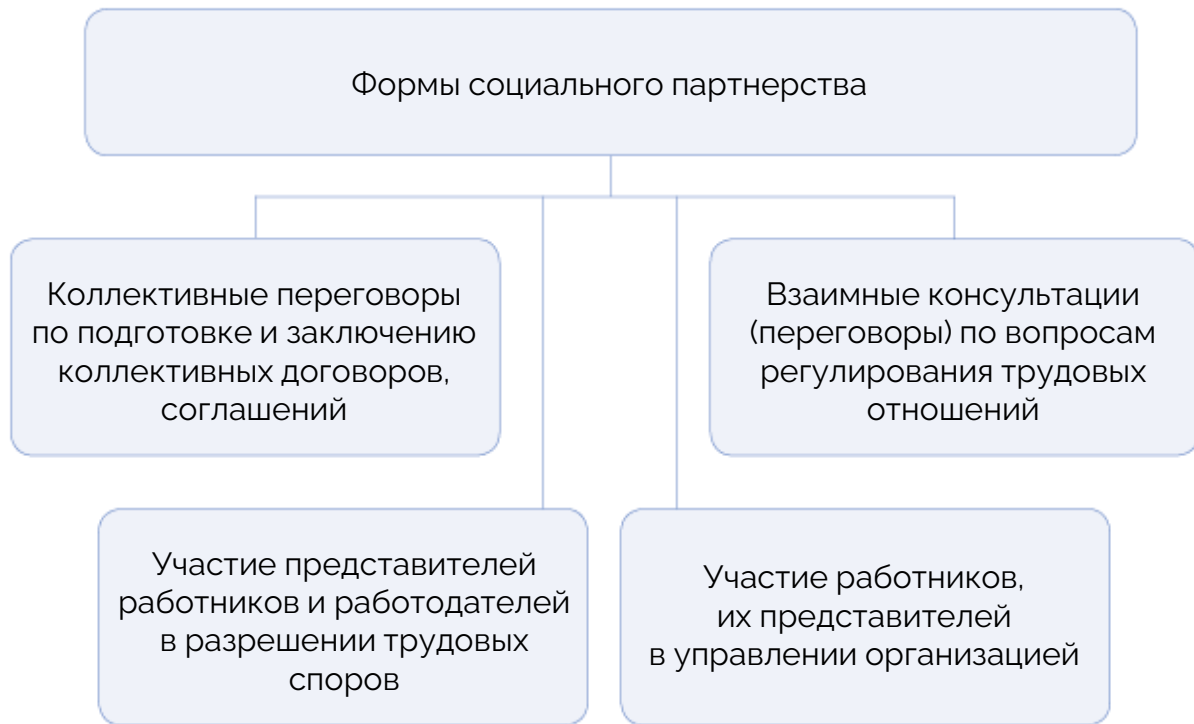 Формы социального партнерства
Коллективные переговоры
по подготовке и заключению
коллективных договоров,
соглашений
Взаимные консультации
(переговоры) по вопросам
регулирования трудовых
отношений
Участие представителей
работников и работодателей
в разрешении трудовых
споров
Участие работников,
их представителей
в управлении организацией